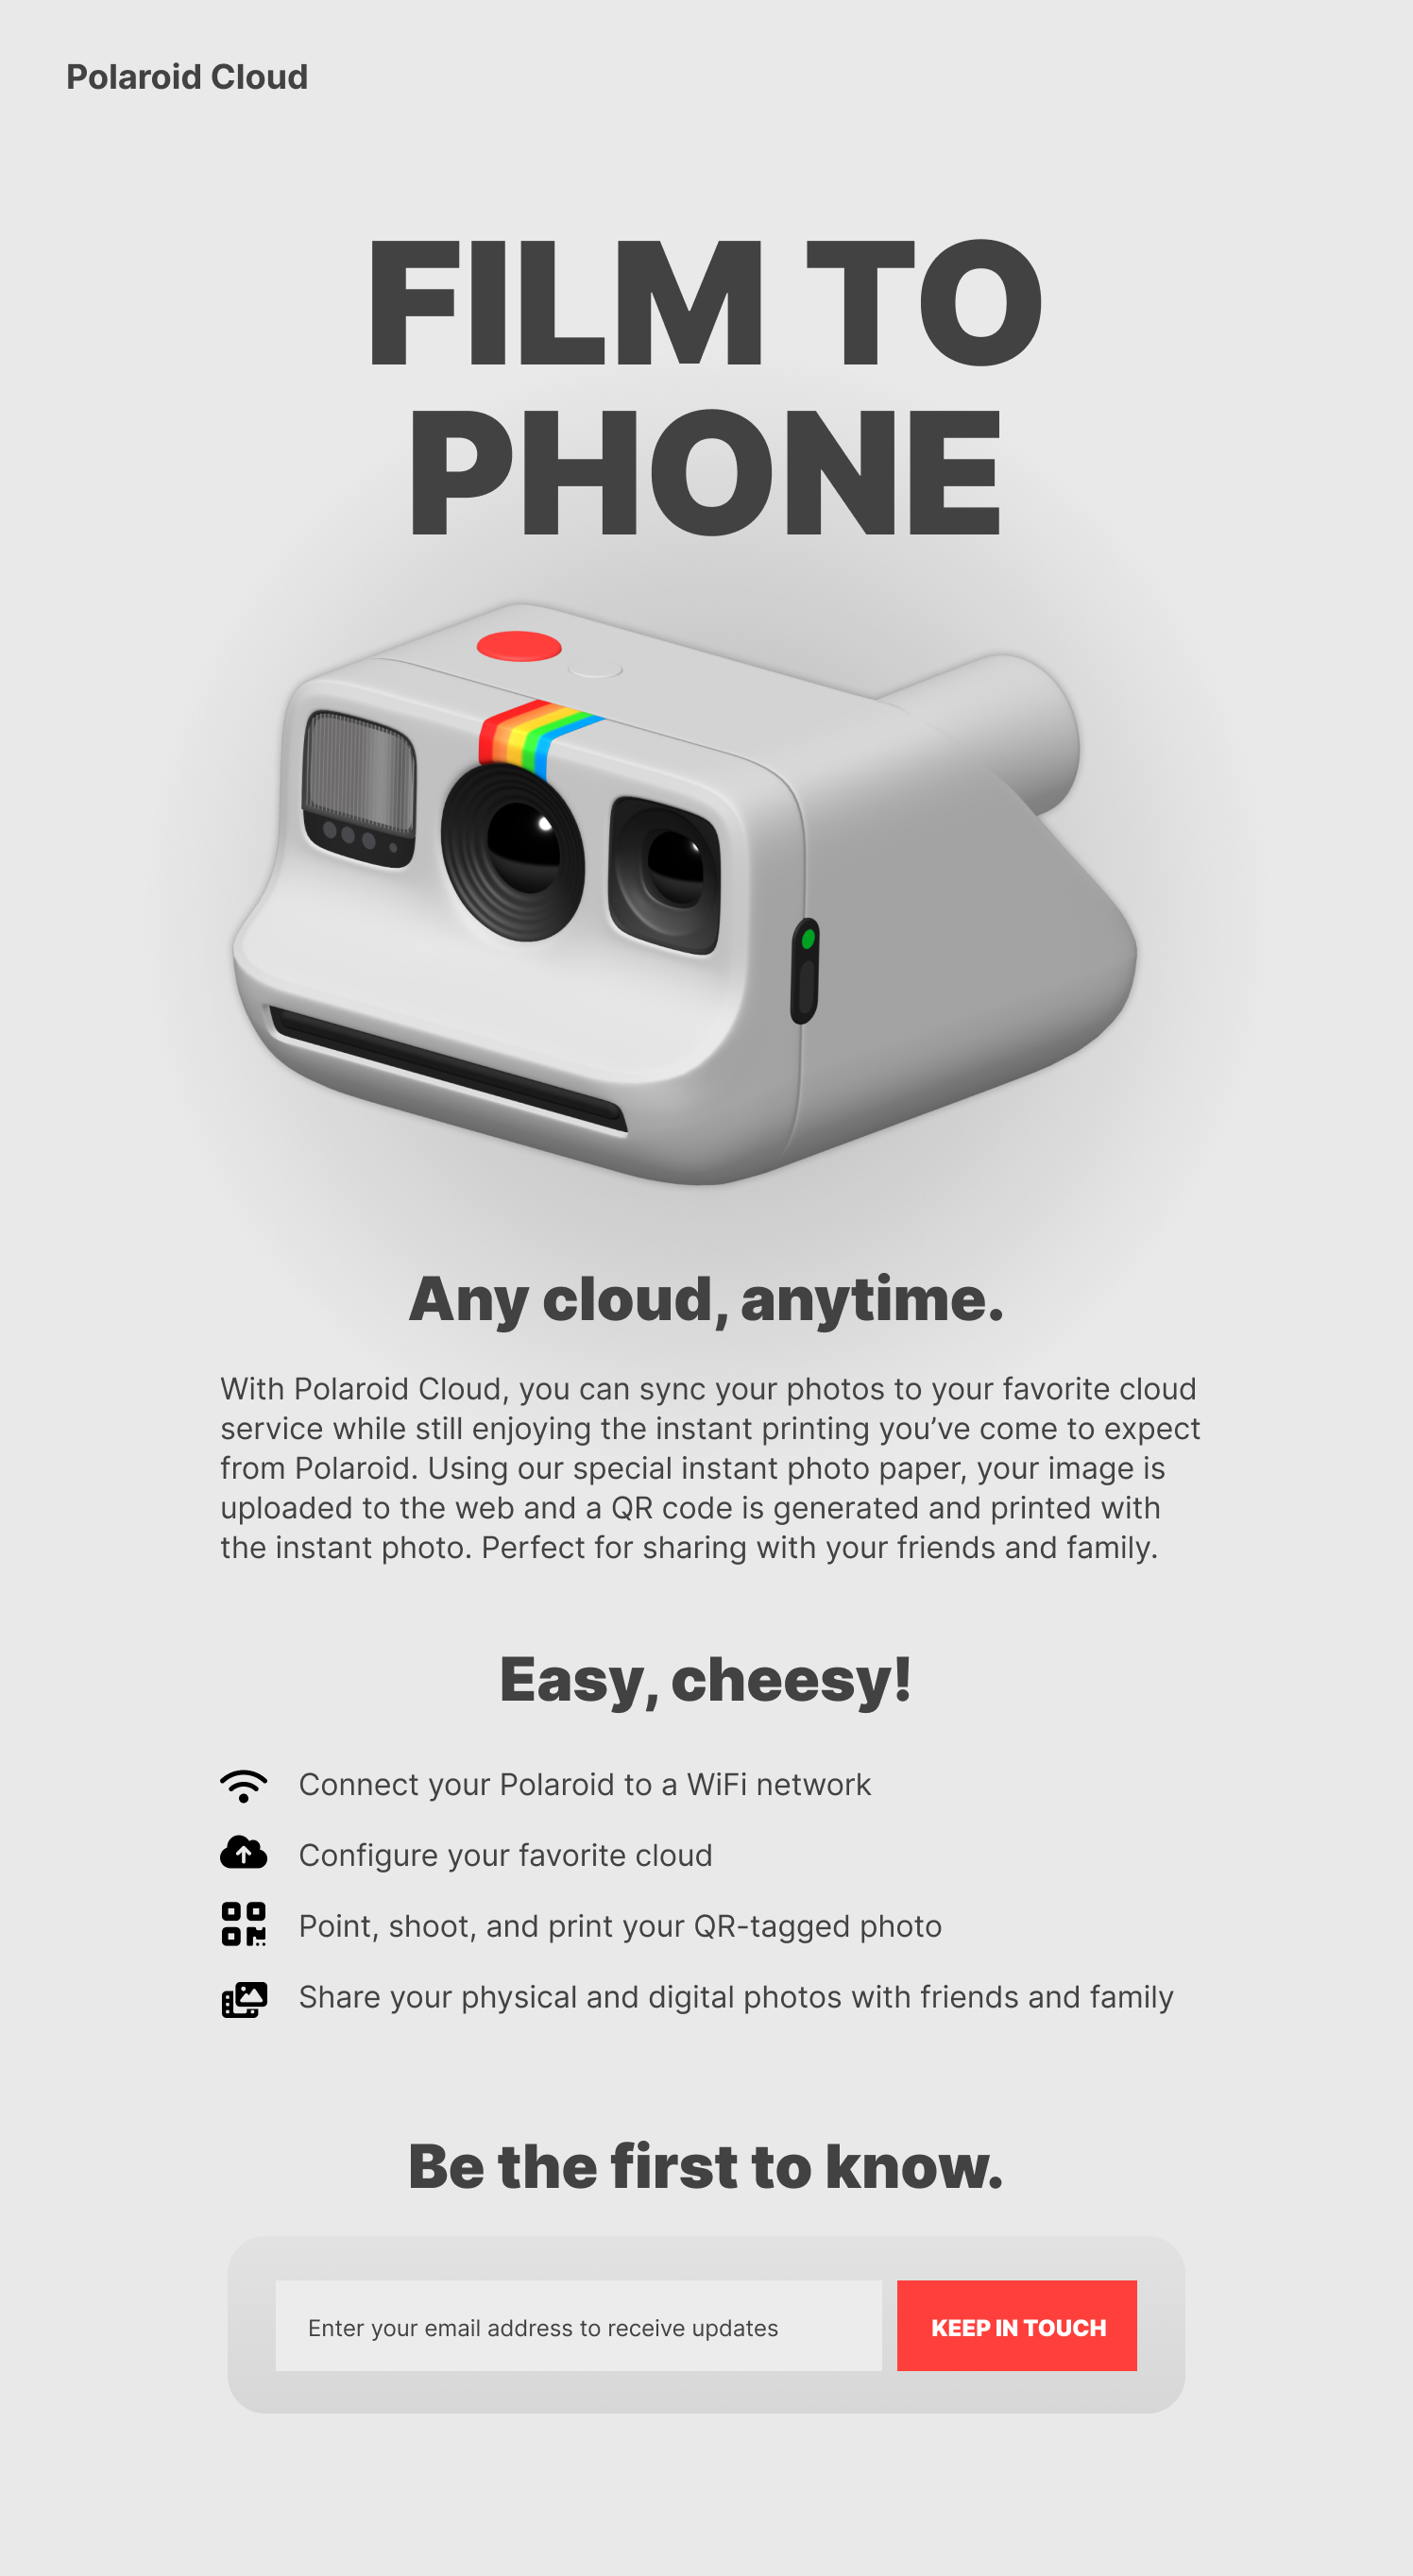 Polaroid Cloud
FILM TO
PHONE
Any cloud, anytime.
With Polaroid Cloud, you can sync your photos to your favorite cloud
service while still enjoying the instant printing you’ve come to expect
from Polaroid. Using our special instant photo paper, your image is
uploaded to the web and a QR code is generated and printed with
the instant photo. Perfect for sharing with your friends and family.
Easy, cheesy!
Connect your Polaroid to a WiFi network
Configure your favorite cloud
Point, shoot, and print your QR-tagged photo
Share your physical and digital photos with friends and family
Be the first to know.
Enter your email address to receive updates
KEEP IN TOUCH